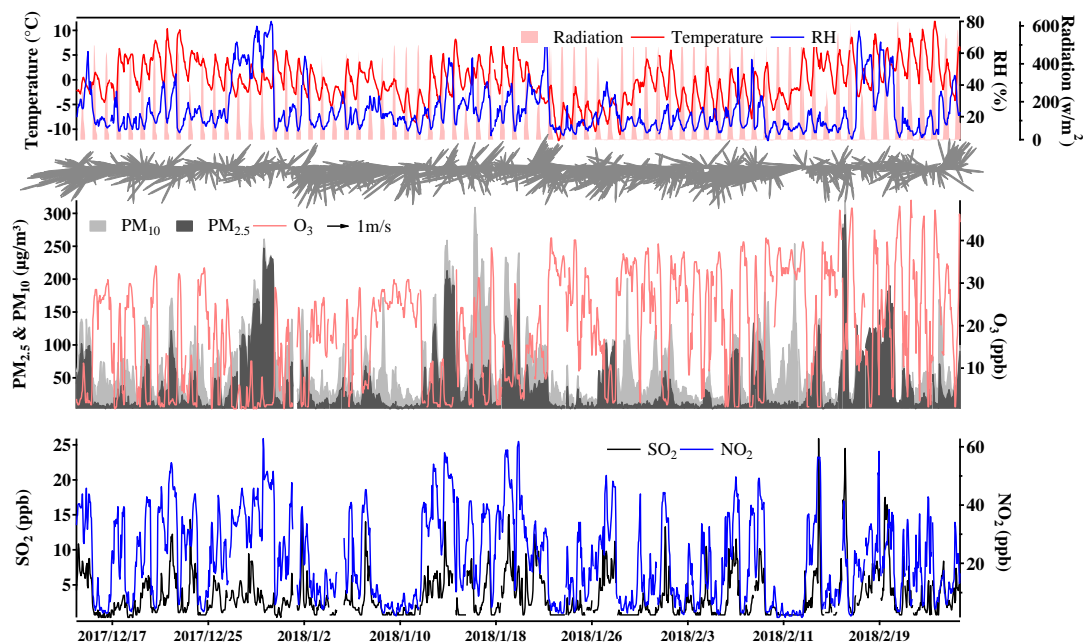 Temperature (°C)
10
5
0
-5
-10
Radiation
Temperature
RH
80
60
40
20
RH (%)
600
400
200
0
Radiation (w/m²)
PM₂.₅ & PM₁₀ (μg/m³)
300
250
200
150
100
50
PM₁₀
PM₂.₅
O₃
1m/s
40
30
20
10
O₃ (ppb)
SO₂ (ppb)
25
20
15
10
5
SO₂
NO₂
60
40
20
NO₂ (ppb)
2017/12/17 2017/12/25 2018/1/2 2018/1/10 2018/1/18 2018/1/26 2018/2/3 2018/2/11 2018/2/19